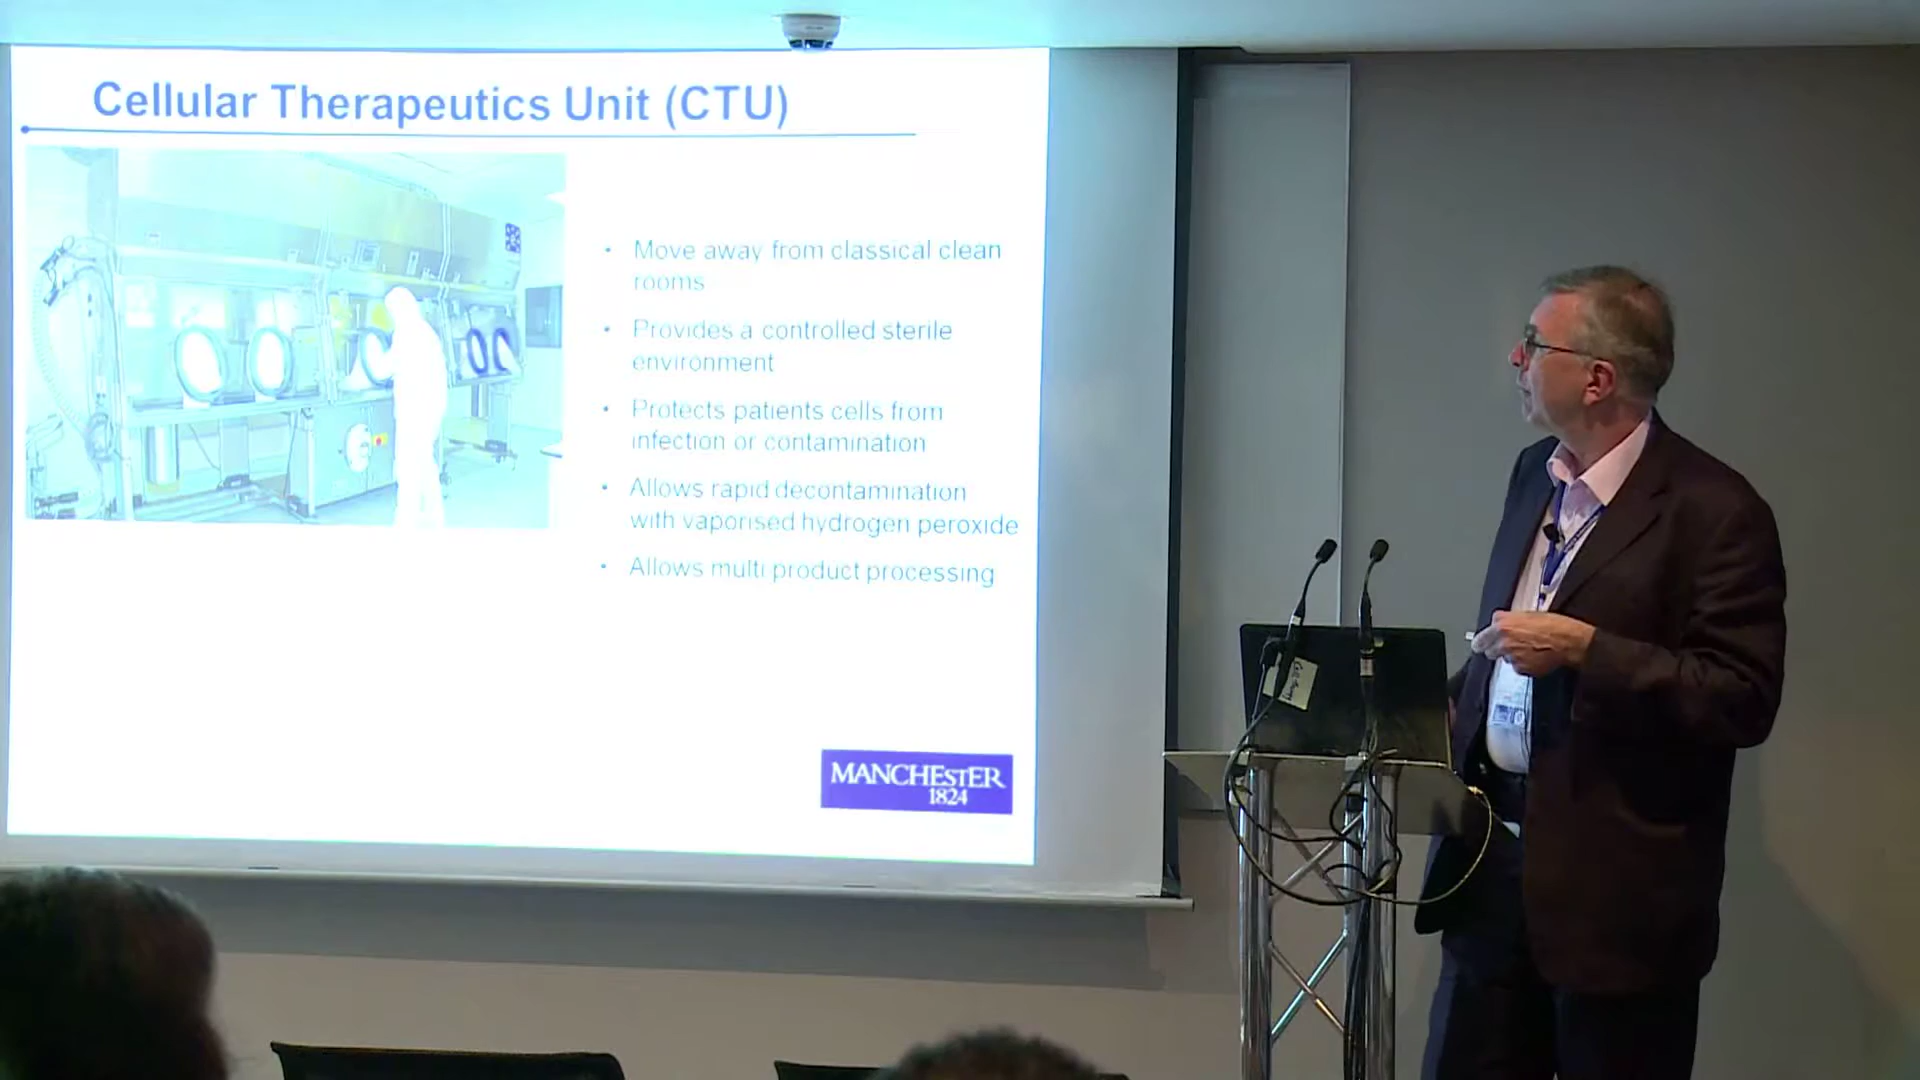 Cellular Therapeutics Unit (CTU)
• Move away from classical clean
rooms
• Provides a controlled sterile
environment
• Protects patients cells from
infection or contamination
• Allows rapid decontamination
with vaporised hydrogen peroxide
• Allows multi product processing
MANCHEsTER
1824